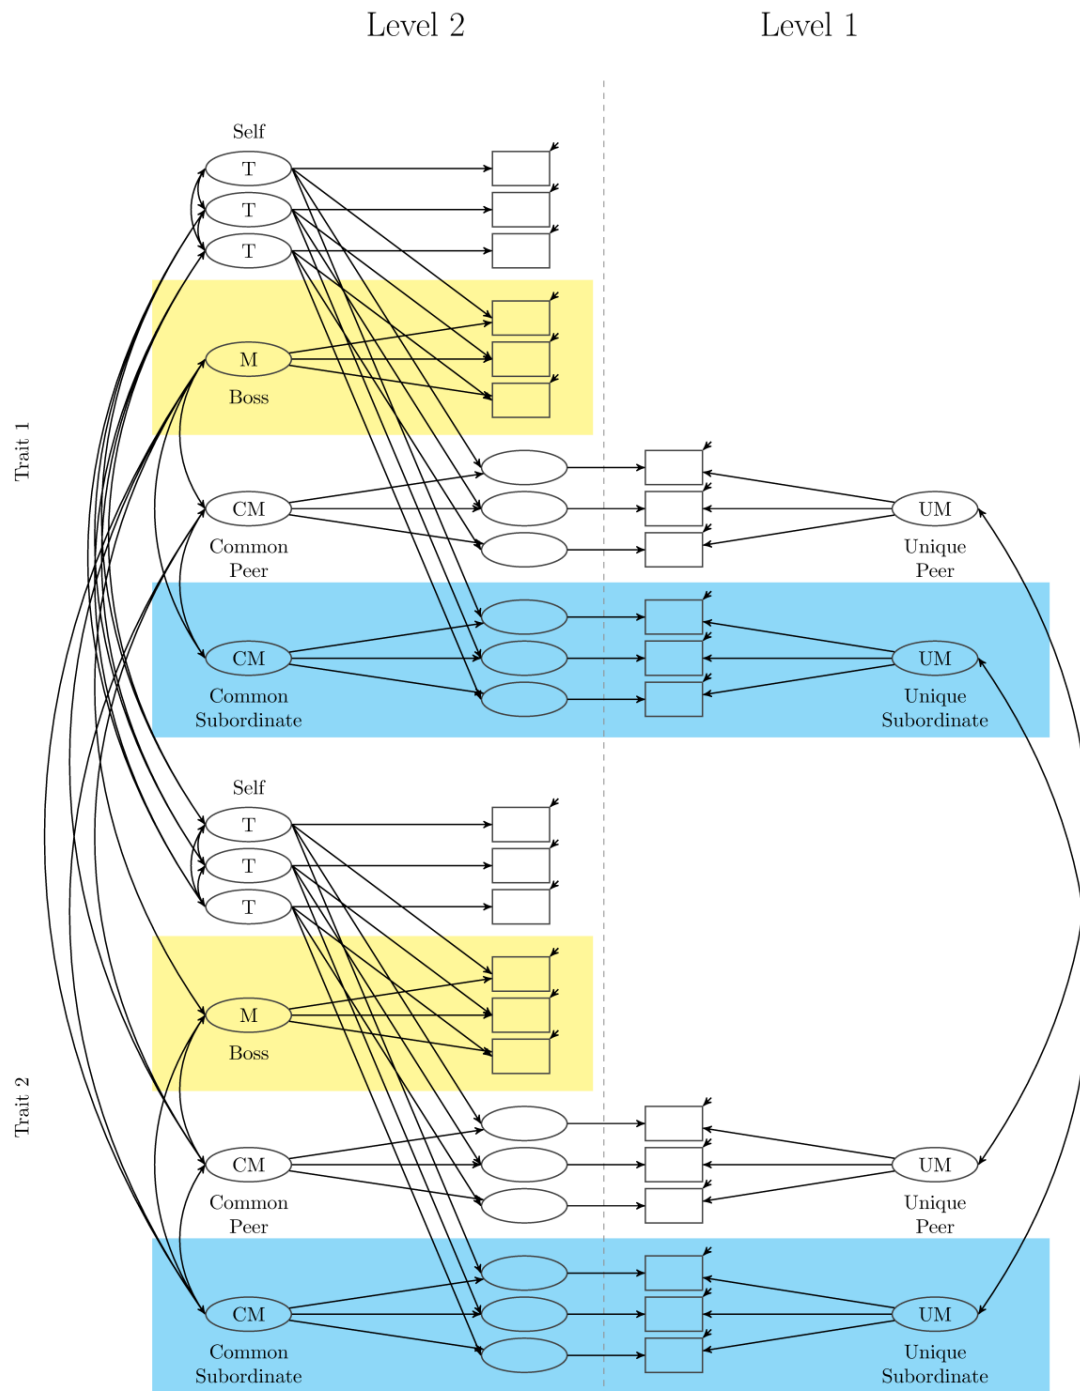 Level 2
Level 1
Trait 1
Self
T
T
T
M
Boss
CM
Common
Peer
UM
Unique
Peer
CM
Common
Subordinate
UM
Unique
Subordinate
Trait 2
Self
T
T
T
M
Boss
CM
Common
Peer
UM
Unique
Peer
CM
Common
Subordinate
UM
Unique
Subordinate